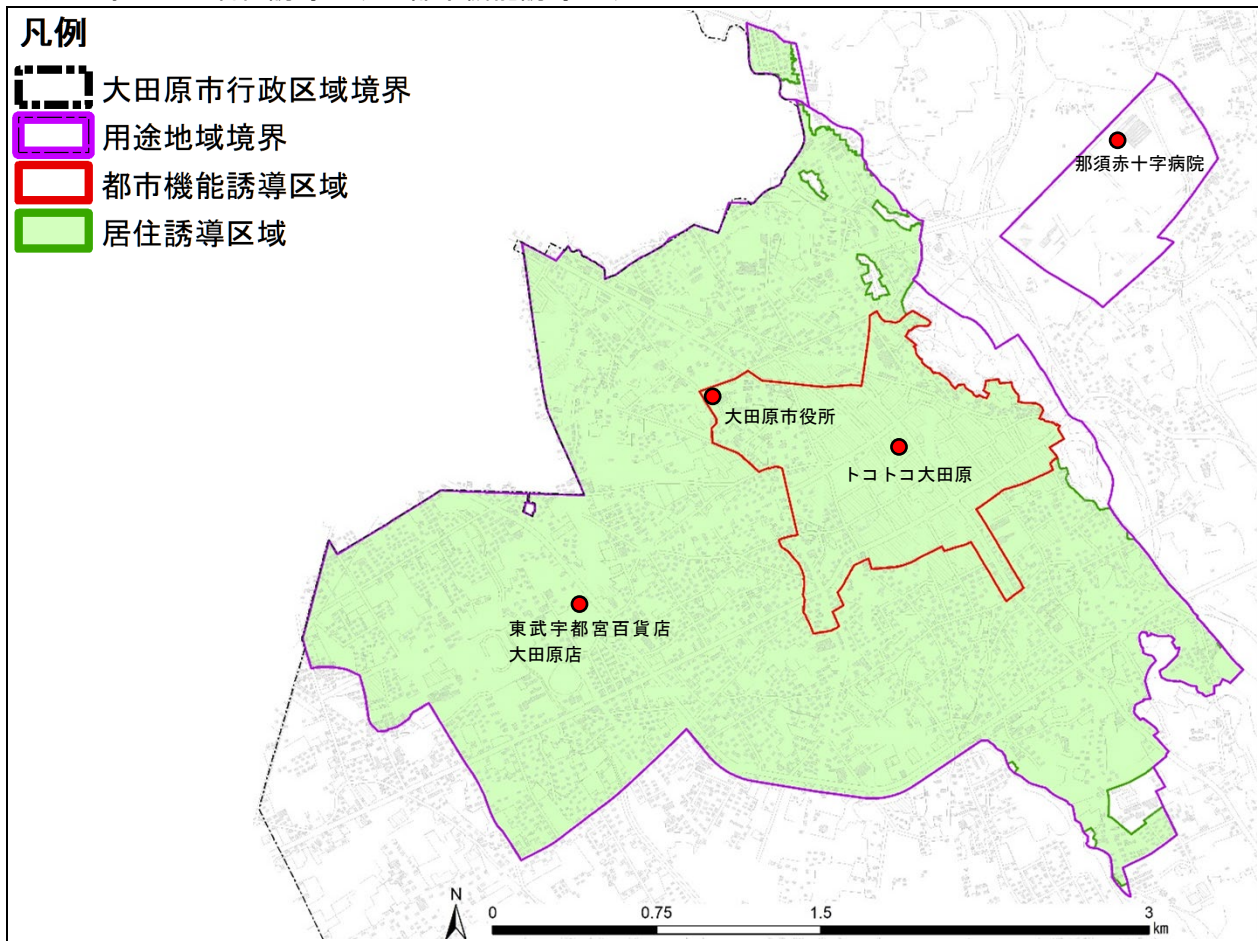 凡例
大田原市行政区域境界
用途地域境界
都市機能誘導区域
居住誘導区域
那須赤十字病院
大田原市役所
トコトコ大田原
東武宇都宮百貨店
大田原店
N
0 0.75 1.5 3
km